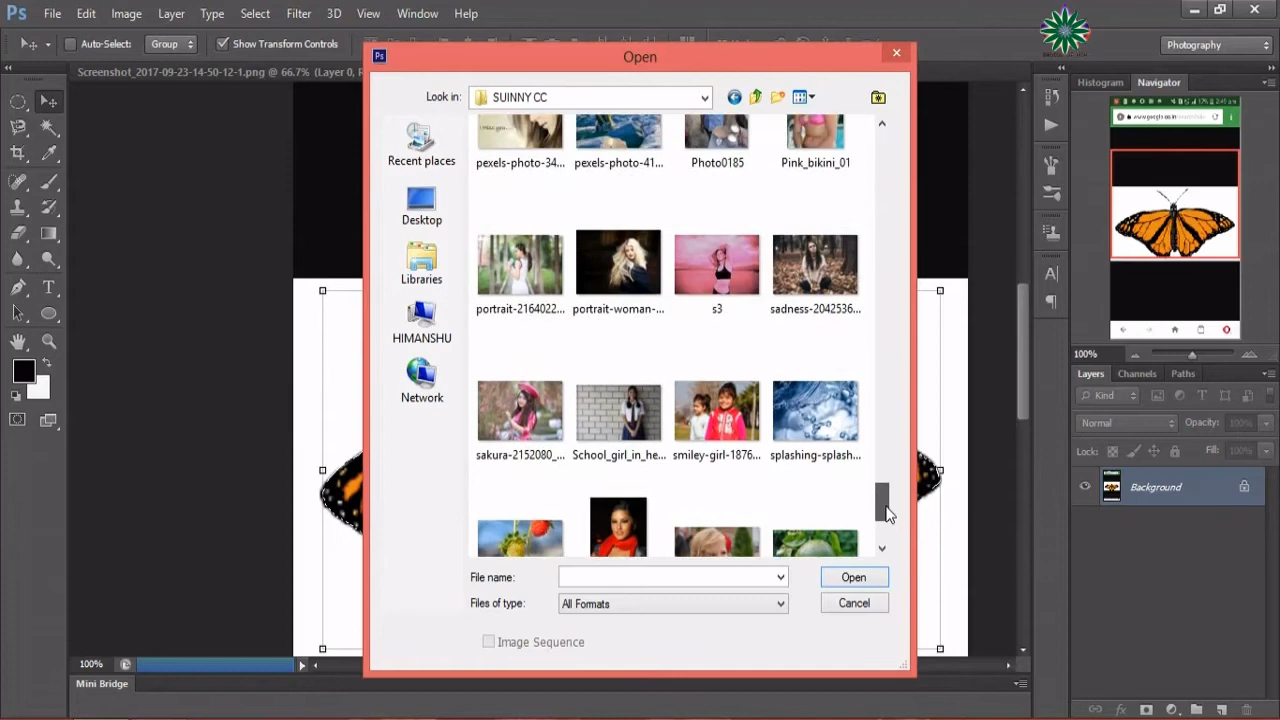 Ps File Edit Image Layer Type Select Filter 3D View Window Help
Auto-Select: Group Show Transform Controls
Photography
Screenshot_2017-09-23-14-50-12-1.png @ 66.7% (Layer 0, R
Ps Open
Look in: SUINNY CC
Recent places
Desktop
Libraries
HIMANSHU
Network
pexels-photo-34... pexels-photo-41... Photo0185 Pink_bikini_01
portrait-2164022... portrait-woman-... s3 sadness-2042536...
sakura-2152080_... School_girl_in_he... smiley-girl-1876... splashing-splash...
File name: Open
Files of type: All Formats Cancel
Image Sequence
Histogram Navigator
100%
Layers Channels Paths
Kind
Normal Opacity: 100%
Lock: Fill: 100%
Background
100%
Mini Bridge